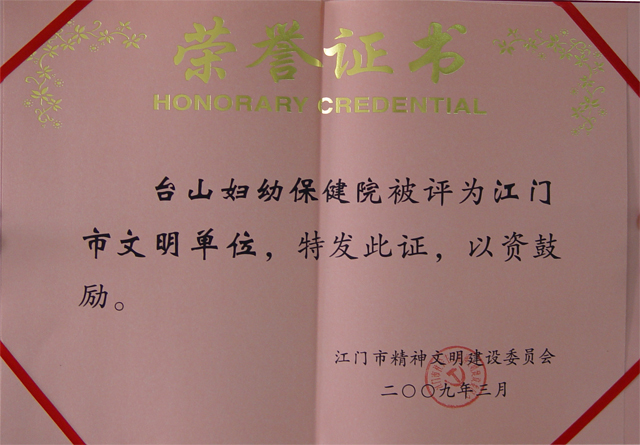 荣誉证书
HONORARY CREDENTIAL
台山妇幼保健院被评为江门
市文明单位，特发此证，以资鼓
励。
江门市精神文明建设委员会
二〇〇九年三月